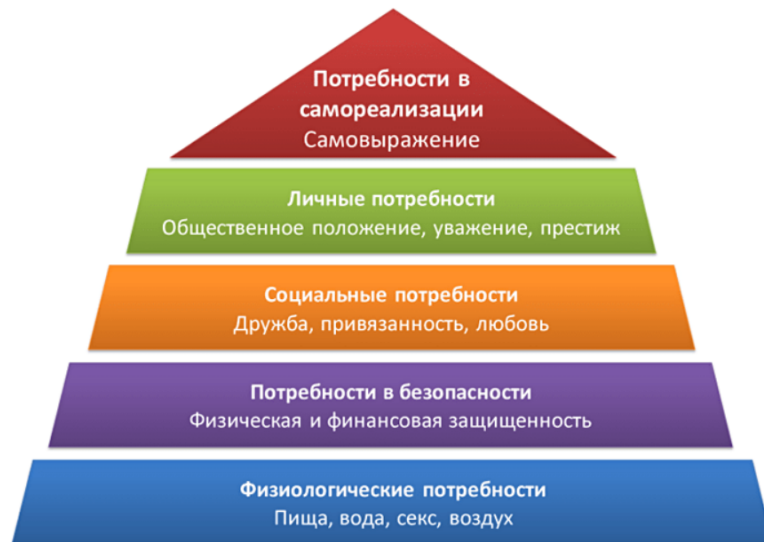 Потребности в
самореализации
Самовыражение
Личные потребности
Общественное положение, уважение, престиж
Социальные потребности
Дружба, привязанность, любовь
Потребности в безопасности
Физическая и финансовая защищенность
Физиологические потребности
Пища, вода, секс, воздух